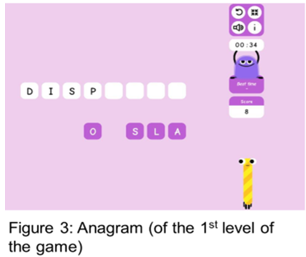 00:34
Score
8
D I S P
O S L A
Figure 3: Anagram (of the 1st level of
the game)